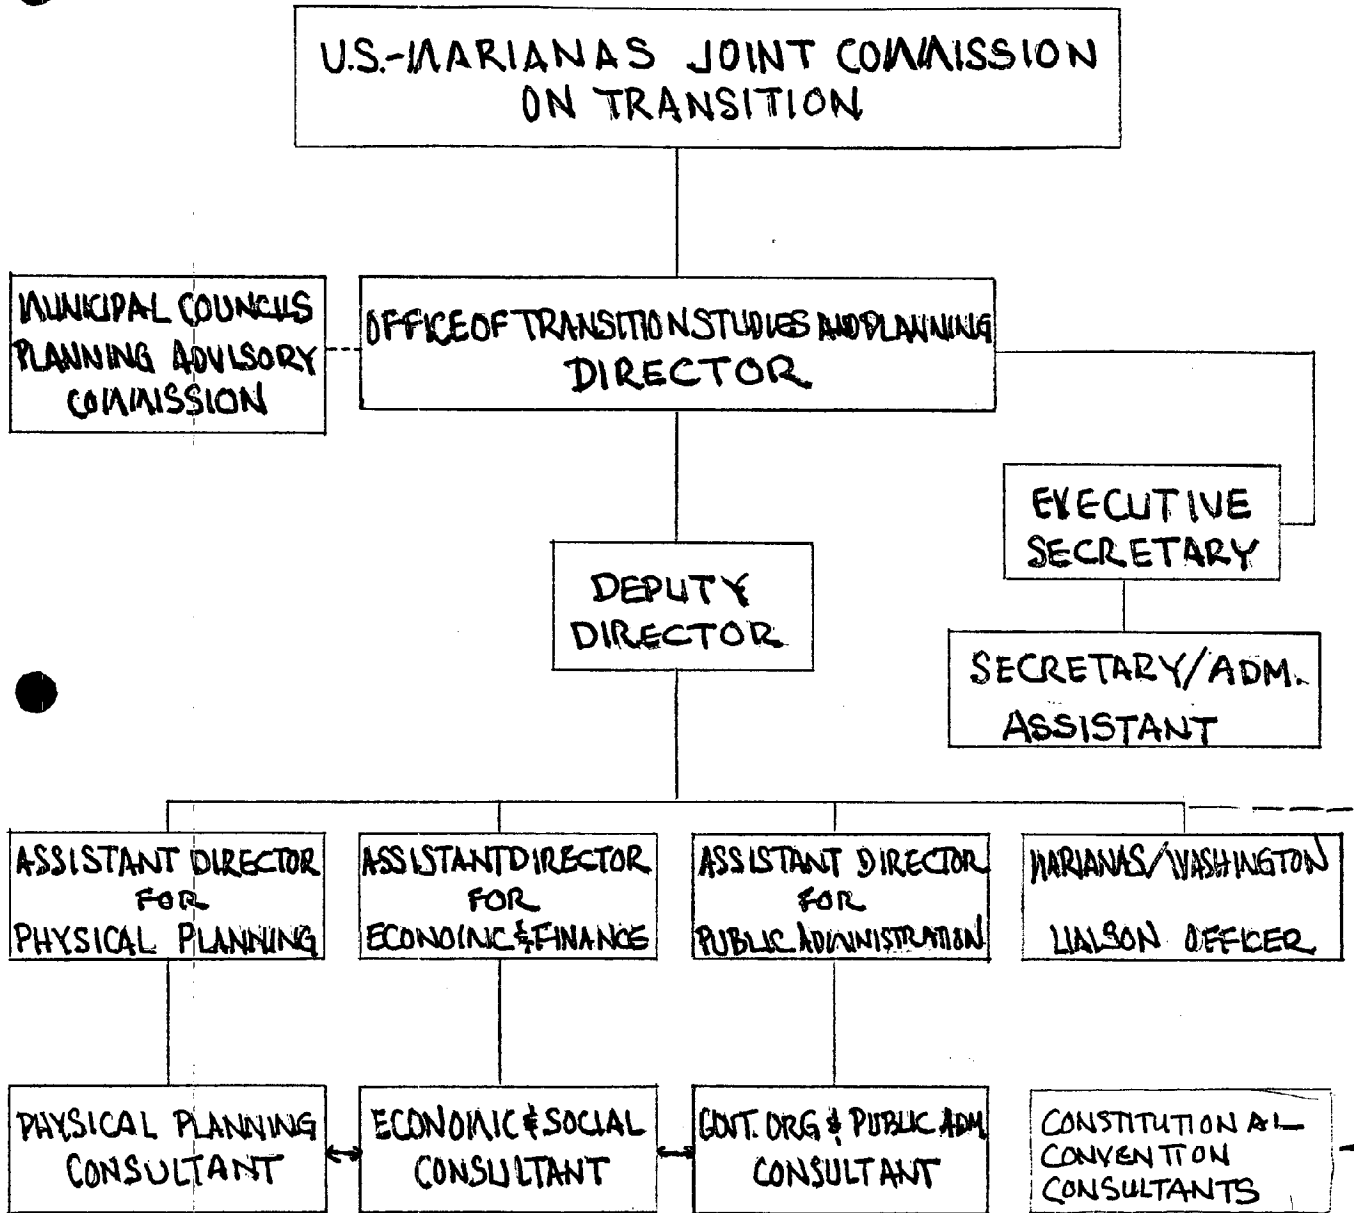 U.S.-MARIANAS JOINT COMMISSION
ON TRANSITION
MUNICIPAL COUNCILS
PLANNING ADVISORY
COMMISSION
OFFICE OF TRANSITION STUDIES AND PLANNING
DIRECTOR
EXECUTIVE
SECRETARY
DEPUTY
DIRECTOR
SECRETARY/ADM.
ASSISTANT
ASSISTANT DIRECTOR
FOR
PHYSICAL PLANNING
ASSISTANT DIRECTOR
FOR
ECONOMIC & FINANCE
ASSISTANT DIRECTOR
FOR
PUBLIC ADMINISTRATION
MARIANAS/WASHINGTON
LIAISON OFFICER
PHYSICAL PLANNING
CONSULTANT
ECONOMIC & SOCIAL
CONSULTANT
GOVT. ORG & PUBLIC ADM.
CONSULTANT
CONSTITUTIONAL
CONVENTION
CONSULTANTS